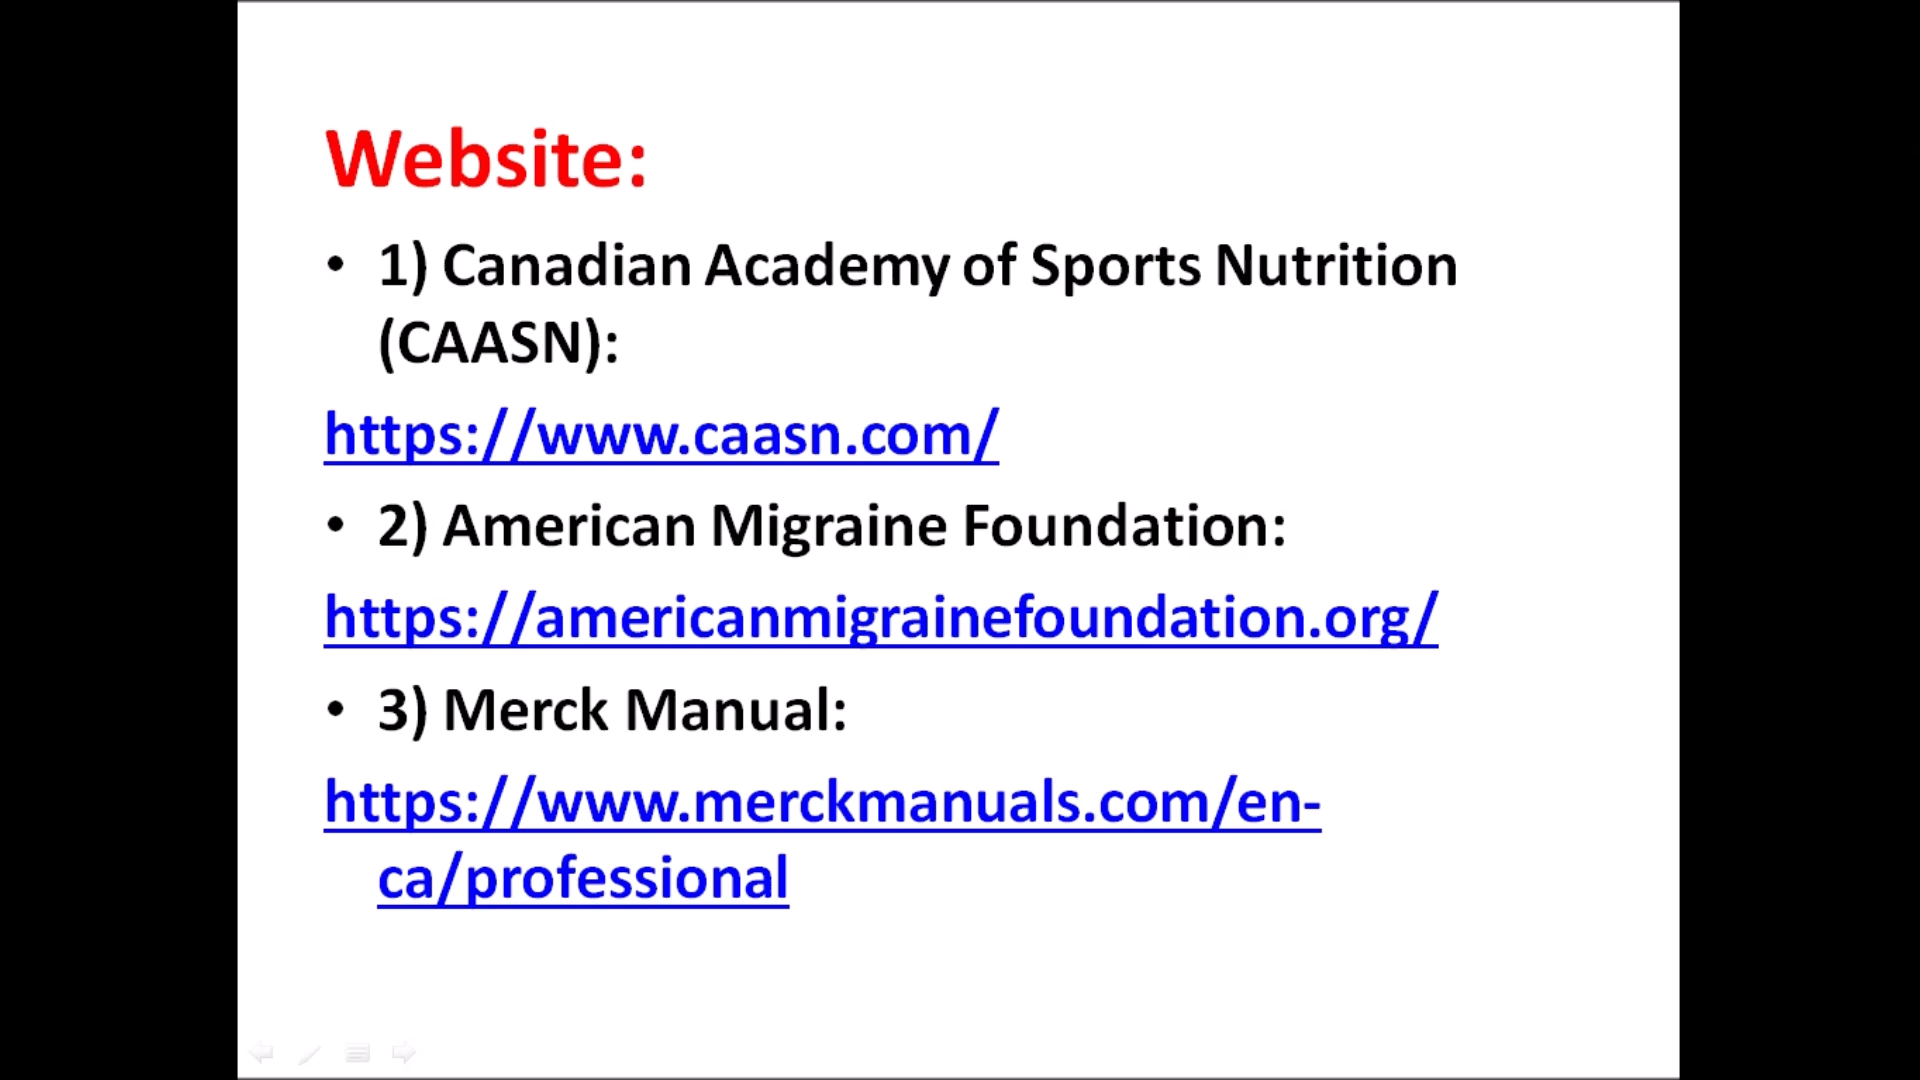 Website:
• 1) Canadian Academy of Sports Nutrition
(CAASN):
https://www.caasn.com/
• 2) American Migraine Foundation:
https://americanmigrainefoundation.org/
• 3) Merck Manual:
https://www.merckmanuals.com/en-
ca/professional